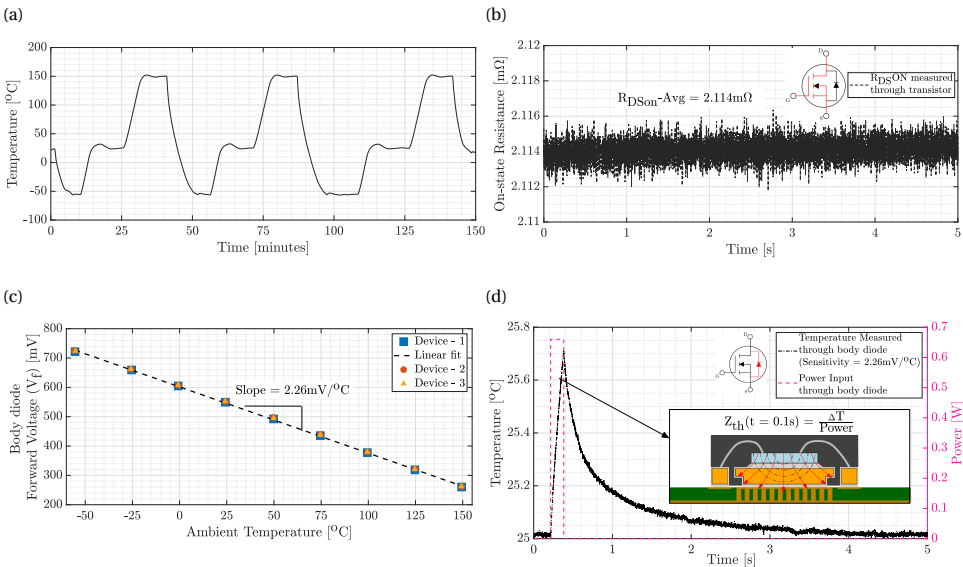 (a)
200
150
100
50
0
-50
-100
0
25
50
75
100
125
150
Temperature [°C]
Time [minutes]
(b)
2.12
2.118
2.116
2.114
2.112
2.11
0
1
2
3
4
5
On-state Resistance [mΩ]
Time [s]
R_DSon-Avg = 2.114mΩ
D
G
S
R_DSON measured
through transistor
(c)
800
700
600
500
400
300
200
-50
-25
0
25
50
75
100
125
150
Body diode
Forward Voltage (V_f) [mV]
Ambient Temperature [°C]
Slope = 2.26mV/°C
Device - 1
Linear fit
Device - 2
Device - 3
(d)
25.8
25.6
25.4
25.2
25
0
1
2
3
4
5
0.7
0.6
0.5
0.4
0.3
0.2
0.1
0
Temperature [°C]
Time [s]
Power [W]
D
G
S
Temperature Measured
through body diode
(Sensitivity = 2.26mV/°C)
Power Input
through body diode
Z_th(t = 0.1s) = ΔT/Power